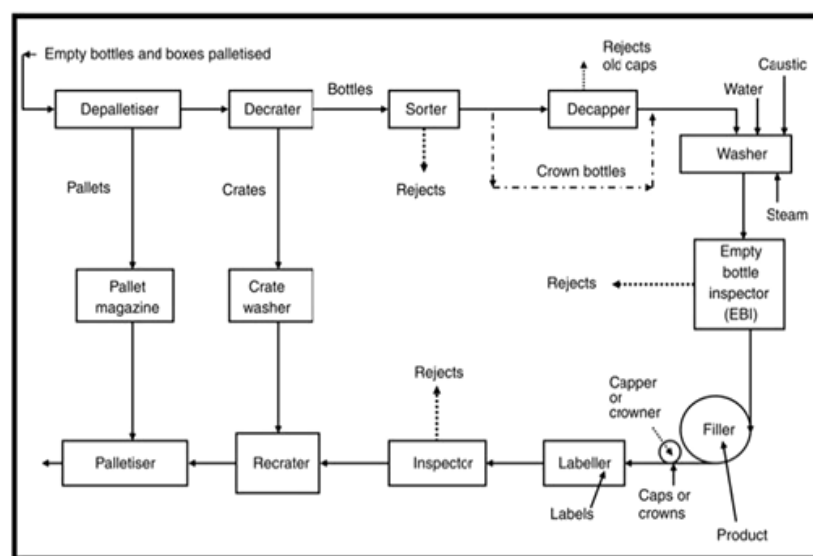 Empty bottles and boxes palletised
Rejects
old caps
Caustic
Water
Bottles
Depalletiser
Decrater
Sorter
Decapper
Washer
Crown bottles
Pallets
Crates
Rejects
Steam
Empty
bottle
inspector
(EBI)
Rejects
Pallet
magazine
Crate
washer
Rejects
Capper
or
crowner
Filler
Palletiser
Recrater
Inspector
Labeller
Caps or
crowns
Labels
Product